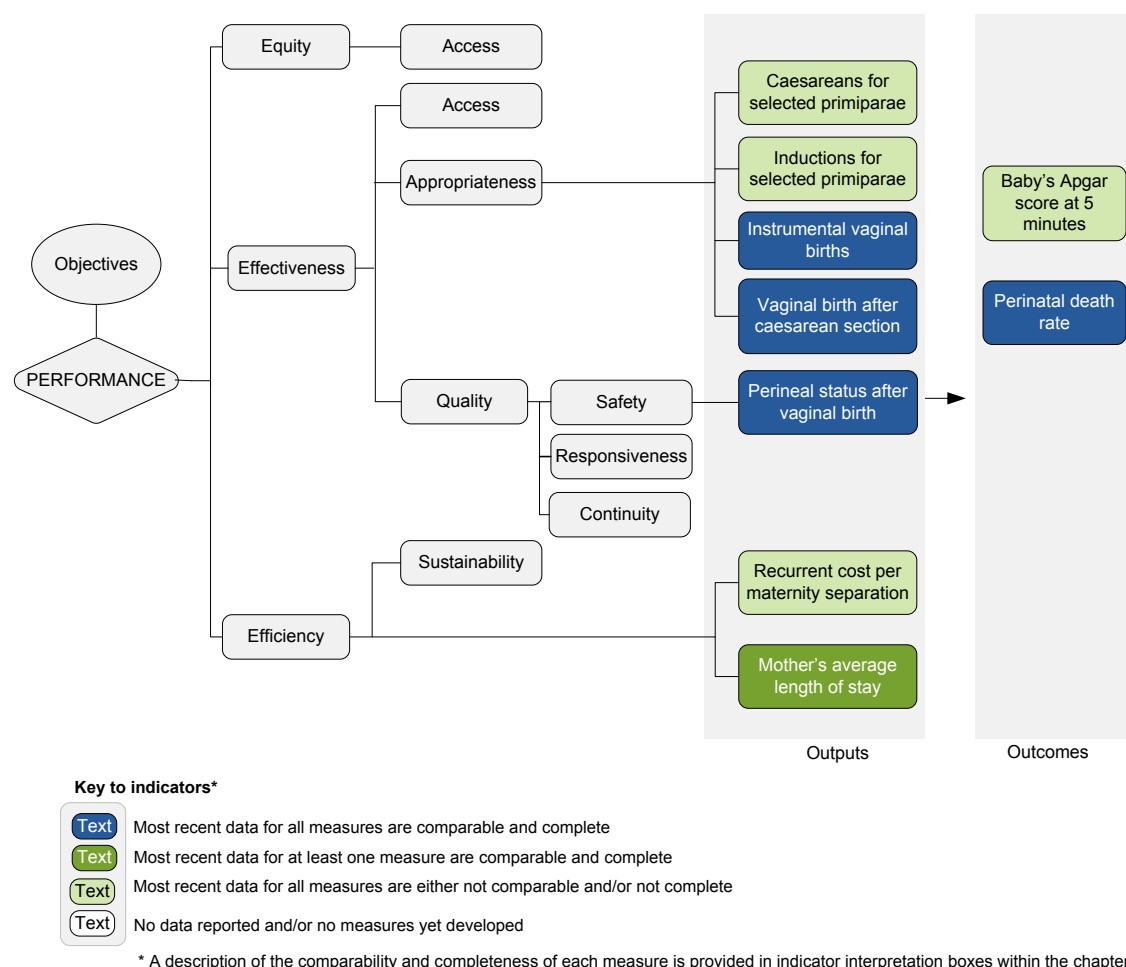 Equity
Access
Access
Caesareans for
selected primiparae
Appropriateness
Inductions for
selected primiparae
Baby's Apgar
score at 5
minutes
Instrumental vaginal
births
Objectives
Effectiveness
Vaginal birth after
caesarean section
Perinatal death
rate
PERFORMANCE
Quality
Safety
Perineal status after
vaginal birth
Responsiveness
Continuity
Sustainability
Recurrent cost per
maternity separation
Efficiency
Mother's average
length of stay
Outputs
Outcomes
Key to indicators*
Text Most recent data for all measures are comparable and complete
Text Most recent data for at least one measure are comparable and complete
Text Most recent data for all measures are either not comparable and/or not complete
Text No data reported and/or no measures yet developed
* A description of the comparability and completeness of each measure is provided in indicator interpretation boxes within the chapter